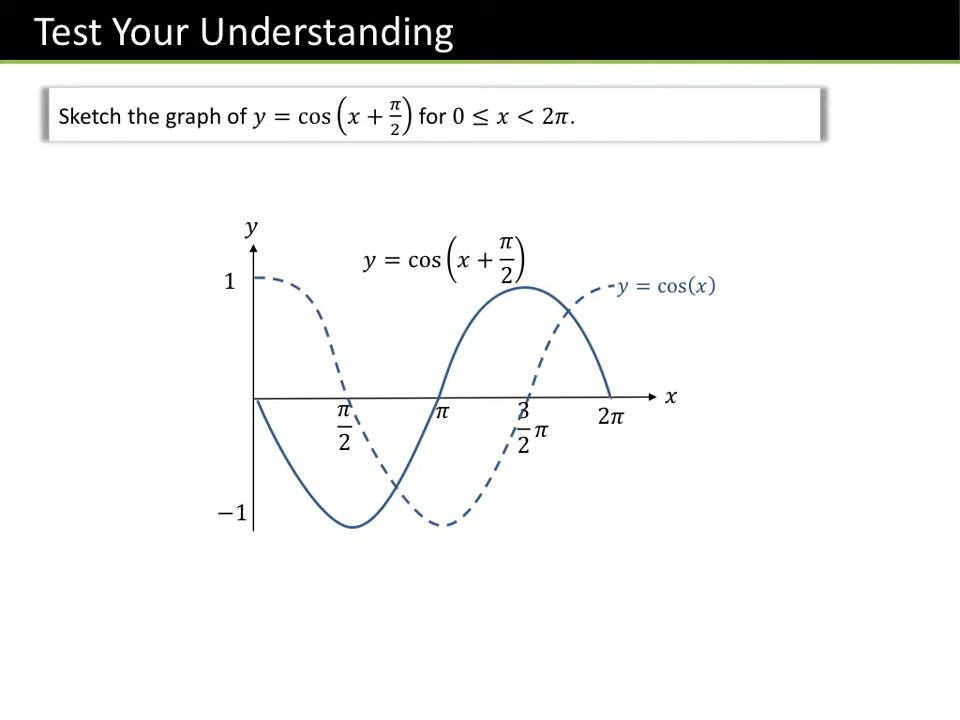 Test Your Understanding
Sketch the graph of 𝑦 = cos (𝑥 + 𝜋/2) for 0 ≤ 𝑥 < 2𝜋.
𝑦
𝑦 = cos (𝑥 + 𝜋/2)
1
𝑦 = cos(𝑥)
𝑥
𝜋/2
𝜋
3/2 𝜋
2𝜋
−1